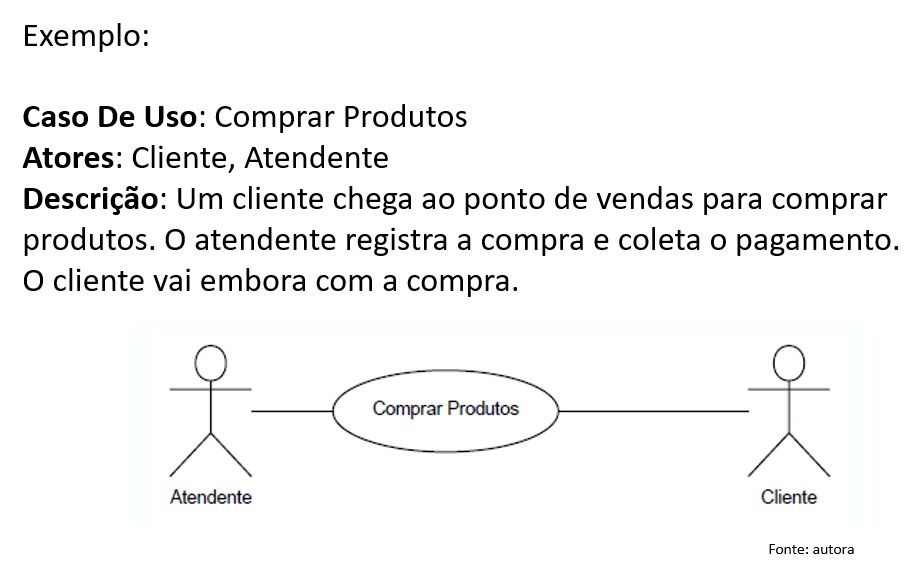 Exemplo:
Caso De Uso: Comprar Produtos
Atores: Cliente, Atendente
Descrição: Um cliente chega ao ponto de vendas para comprar
produtos. O atendente registra a compra e coleta o pagamento.
O cliente vai embora com a compra.
Comprar Produtos
Atendente
Cliente
Fonte: autora